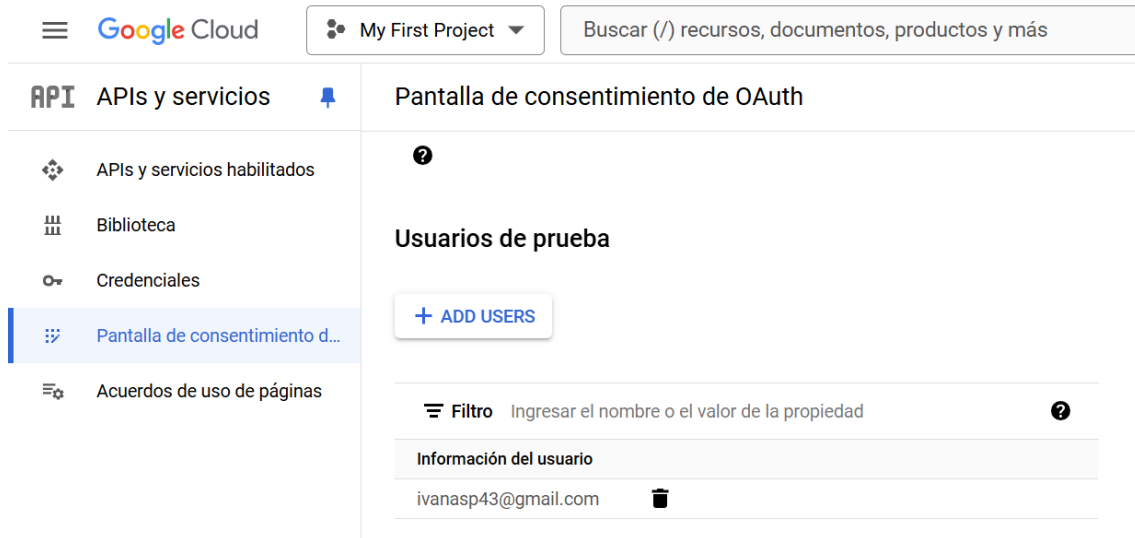 Google Cloud
My First Project
Buscar (/) recursos, documentos, productos y más
API APIs y servicios
Pantalla de consentimiento de OAuth
APIs y servicios habilitados
Biblioteca
Credenciales
Pantalla de consentimiento d...
Acuerdos de uso de páginas
Usuarios de prueba
+ ADD USERS
Filtro Ingresar el nombre o el valor de la propiedad
Información del usuario
ivanasp43@gmail.com